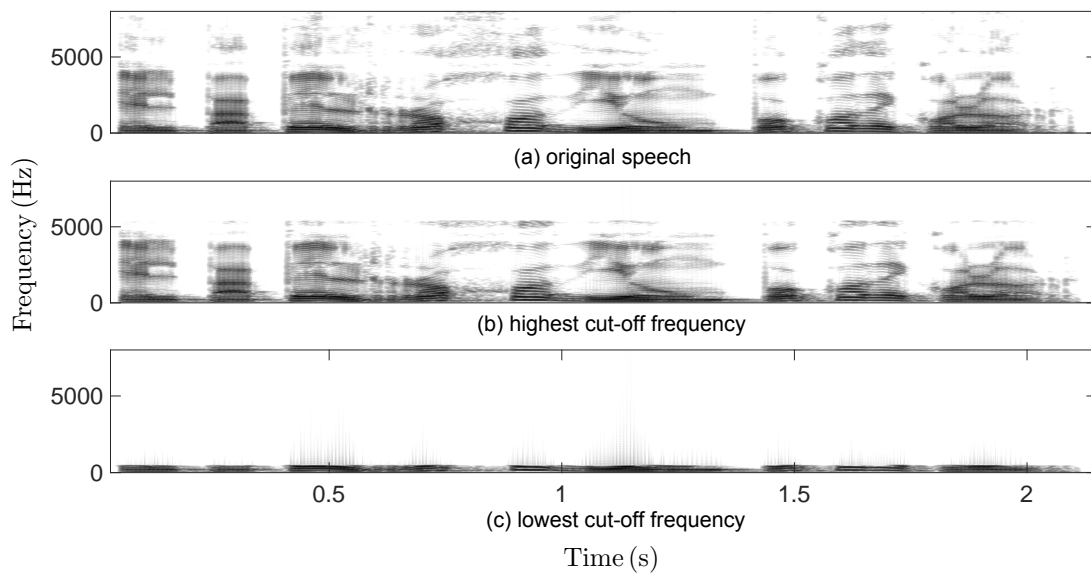 5000
0
(a) original speech
Frequency (Hz)
5000
0
(b) highest cut-off frequency
5000
0
0.5 1 1.5 2
(c) lowest cut-off frequency
Time (s)